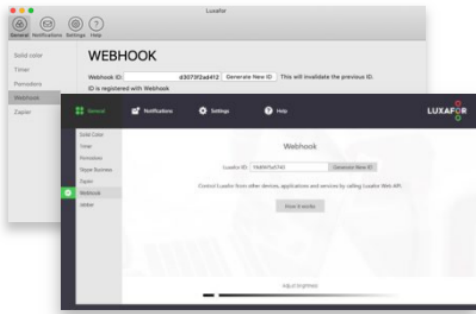 Luxafor
General Notifications Settings Help
Solid color
Timer
Pomodoro
Webhook
Zapier
WEBHOOK
Webhook ID: d3073f2ad412 Generate New ID This will invalidate the previous ID.
ID is registered with Webhook
General Notifications Settings Help
LUXAFOR
Solid Color
Timer
Pomodoro
Skype Business
Zapier
Webhook
Webhook
Luxafor ID: Generate New ID
Control Luxafor from other devices, applications and services by calling Luxafor Web API.
How it works
Adjust brightness